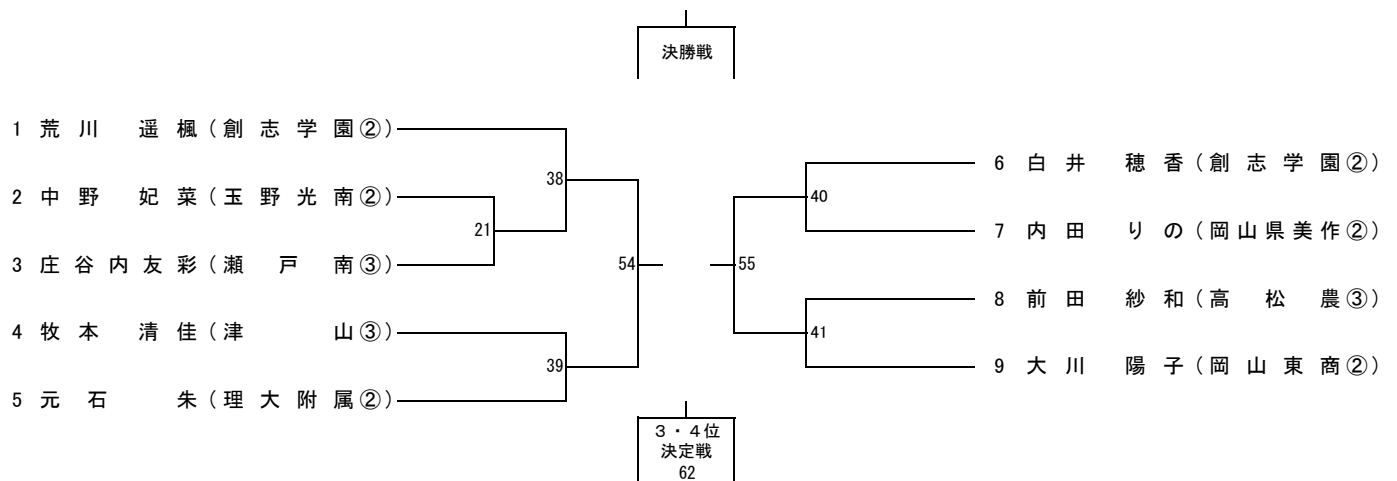 決勝戦
1 荒川 遥楓(創志学園②)
38
2 中野 妃菜(玉野光南②)
21
3 庄谷内友彩(瀬戸南③)
54
4 牧本 清佳(津山③)
39
5 元石 朱(理大附属②)
6 白井 穂香(創志学園②)
40
7 内田 りの(岡山県美作②)
55
8 前田 紗和(高松農③)
41
9 大川 陽子(岡山東商②)
3・4位
決定戦
62